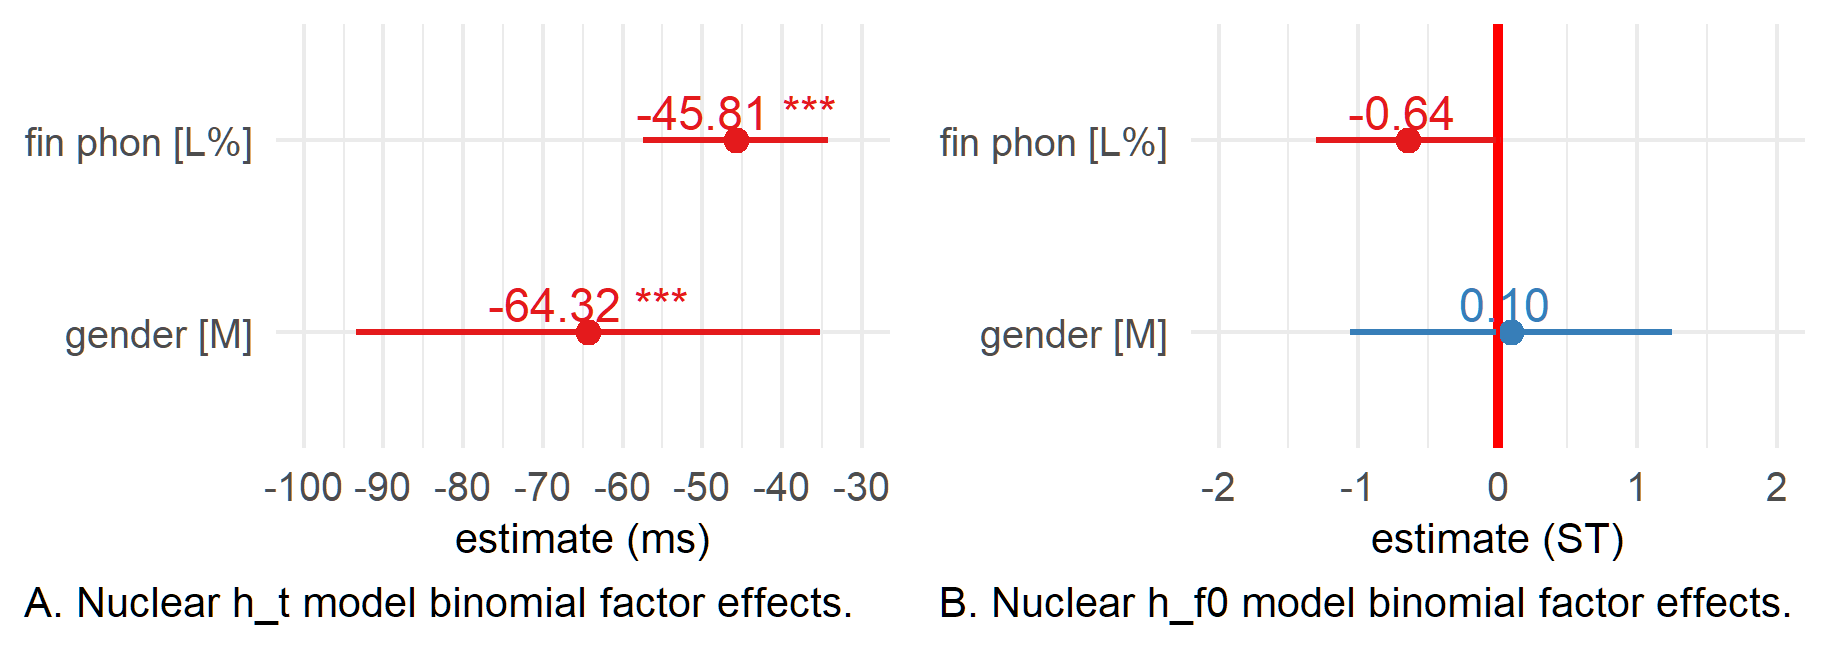 -45.81 ***
fin phon [L%]
-64.32 ***
gender [M]
-100 -90 -80 -70 -60 -50 -40 -30
estimate (ms)
A. Nuclear h_t model binomial factor effects.
-0.64
fin phon [L%]
0.10
gender [M]
-2 -1 0 1 2
estimate (ST)
B. Nuclear h_f0 model binomial factor effects.